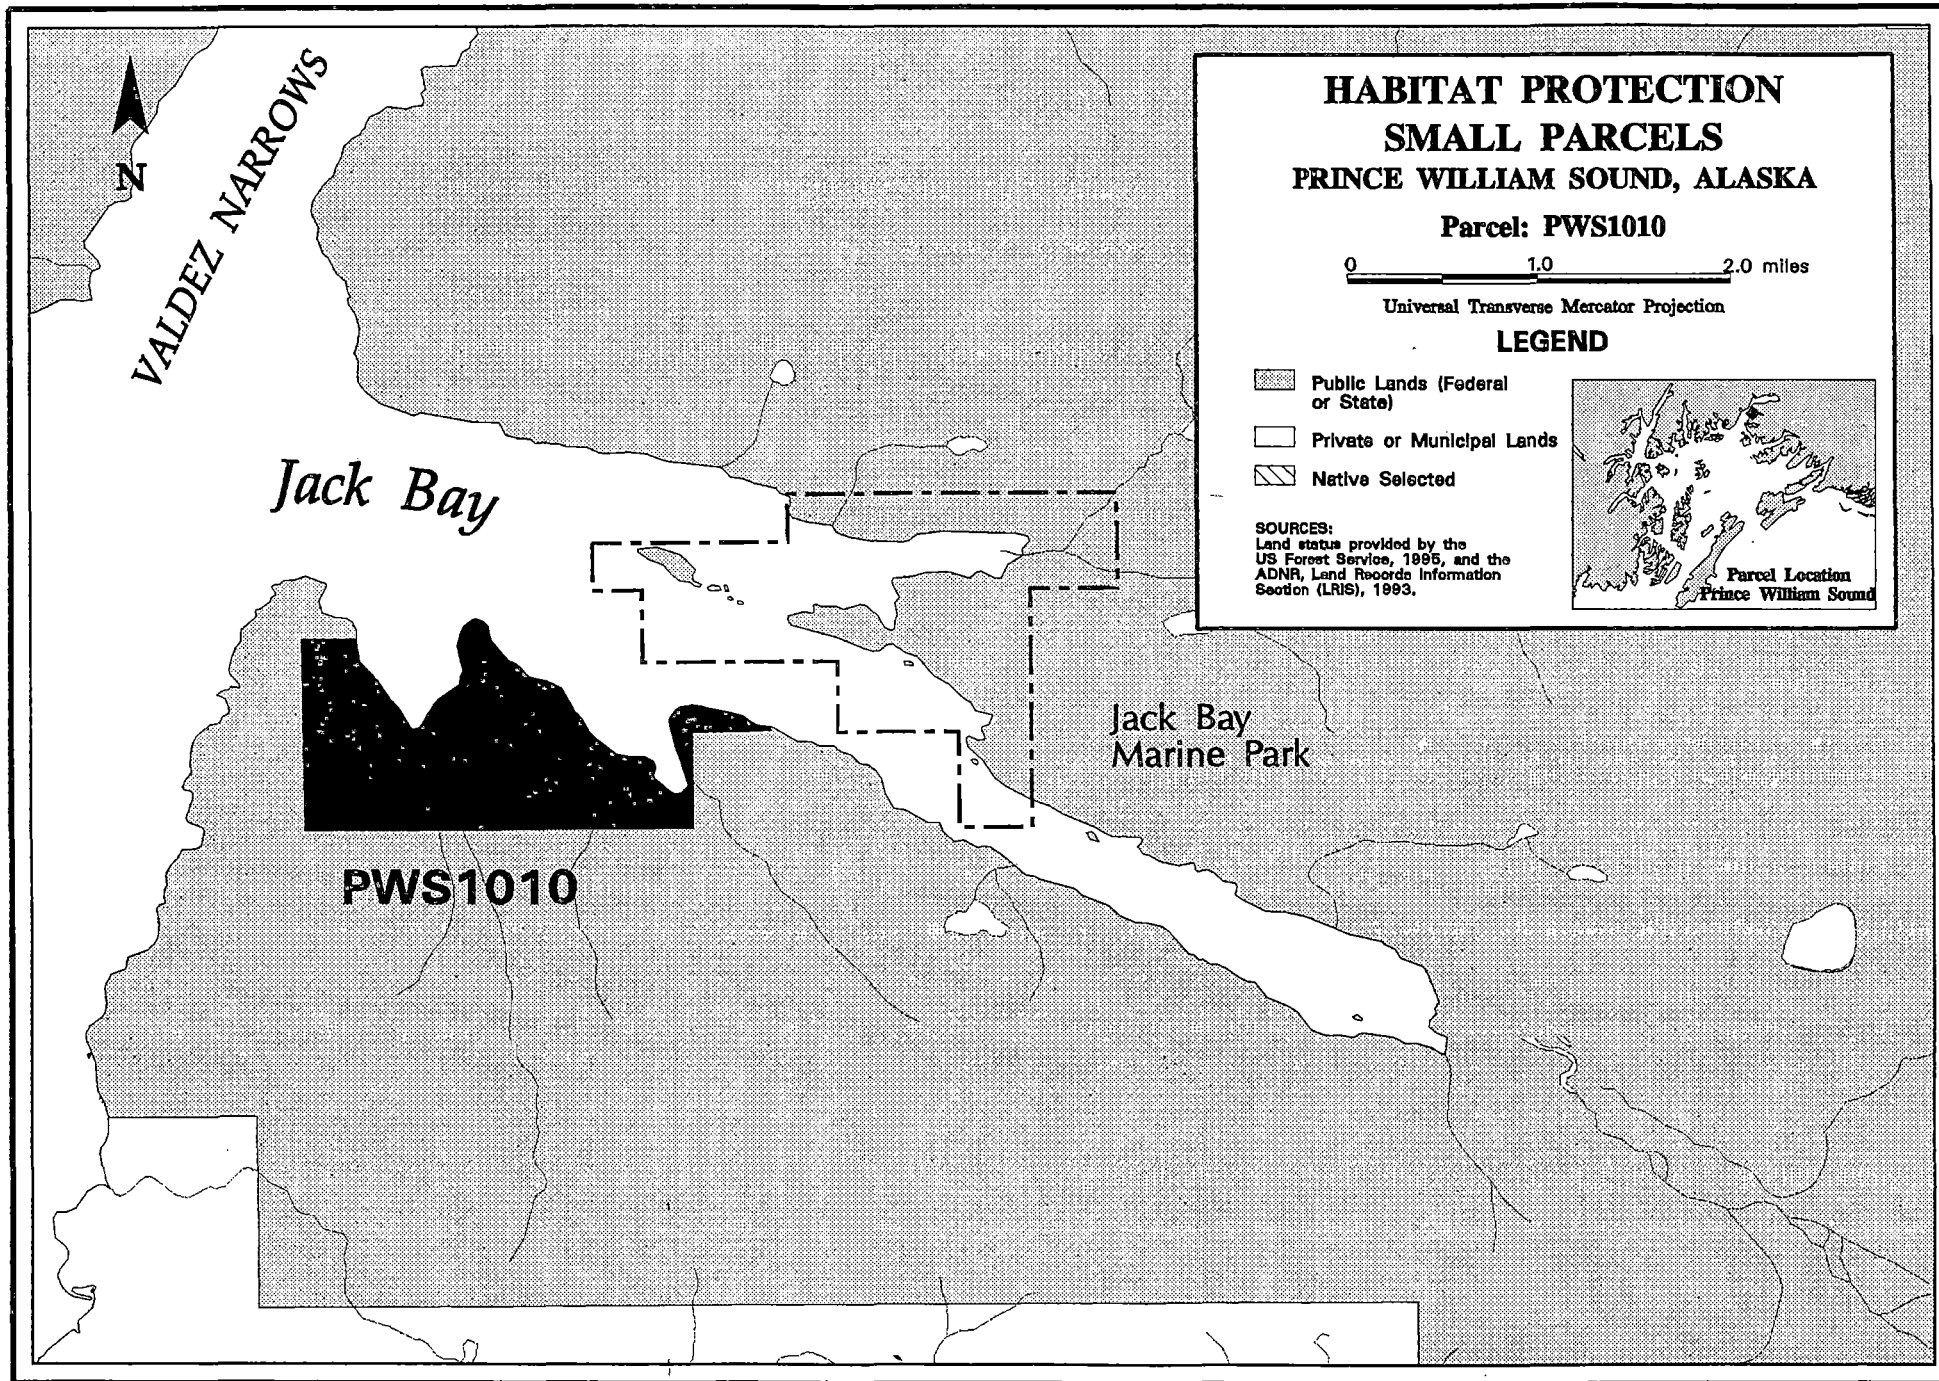 HABITAT PROTECTION
SMALL PARCELS
PRINCE WILLIAM SOUND, ALASKA
Parcel: PWS1010
0 1.0 2.0 miles
Universal Transverse Mercator Projection
LEGEND
Public Lands (Federal
or State)
Private or Municipal Lands
Native Selected
SOURCES:
Land status provided by the
US Forest Service, 1995, and the
ADNR, Land Records Information
Section (LRIS), 1993.
Parcel Location
Prince William Sound
N
VALDEZ NARROWS
Jack Bay
Jack Bay
Marine Park
PWS1010